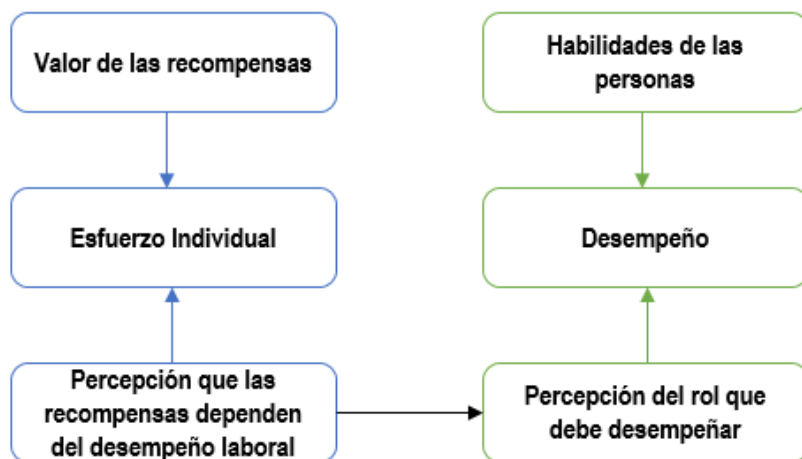 Valor de las recompensas
Habilidades de las
personas
Esfuerzo Individual
Desempeño
Percepción que las
recompensas dependen
del desempeño laboral
Percepción del rol que
debe desempeñar